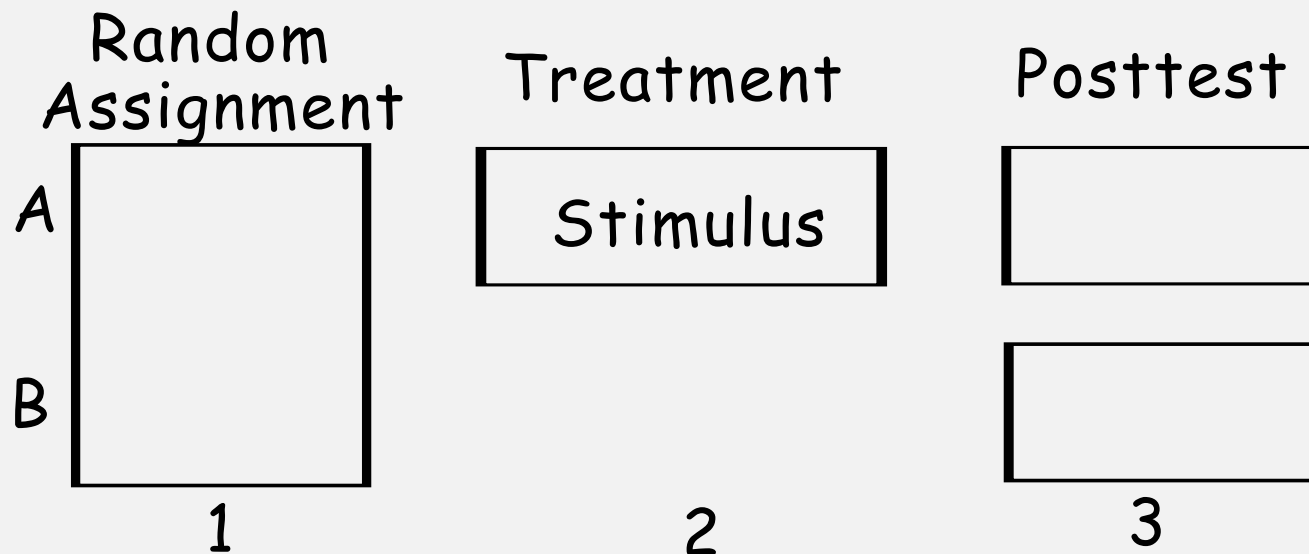 Random
Assignment
Treatment
Posttest
A
Stimulus
B
1
2
3